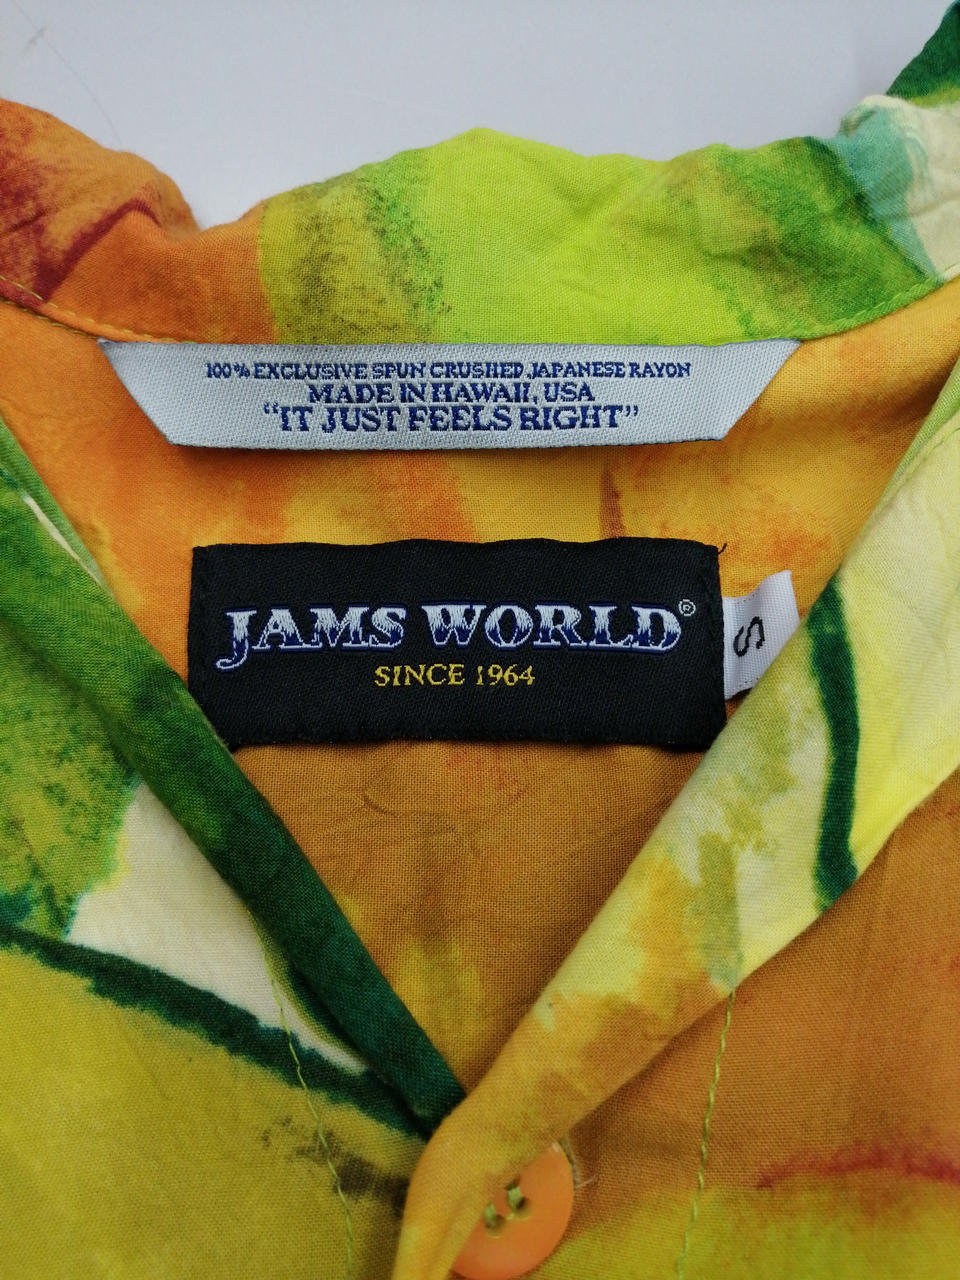 100% EXCLUSIVE SPUN CRUSHED JAPANESE RAYON
MADE IN HAWAII, USA
“IT JUST FEELS RIGHT”
JAMS WORLD®
SINCE 1964
S